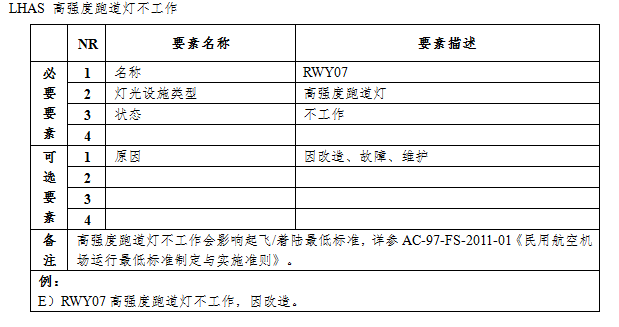 LHAS 高强度跑道灯不工作
NR 要素名称 要素描述
必要要素
1 名称 RWY07
2 灯光设施类型 高强度跑道灯
3 状态 不工作
4
可选要素
1 原因 因改造、故障、维护
2
3
4
备注
高强度跑道灯不工作会影响起飞/着陆最低标准，详参 AC-97-FS-2011-01《民用航空机
场运行最低标准制定与实施准则》。
例：
E）RWY07 高强度跑道灯不工作，因改造。